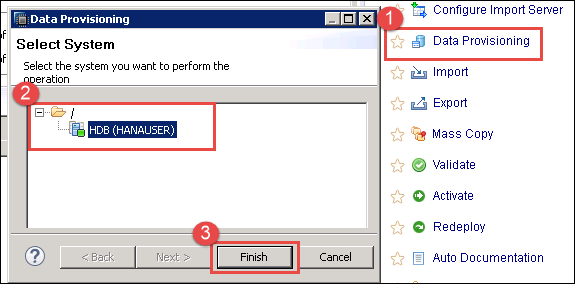 Data Provisioning
Select System
Select the system you want to perform the
operation
2
/
HDB (HANAUSER)
3
?
< Back
Next >
Finish
Cancel
Configure Import Server
1
Data Provisioning
Import
Export
Mass Copy
Validate
Activate
Redeploy
Auto Documentation